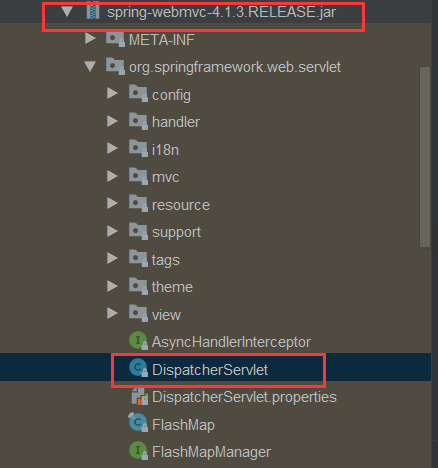 spring-webmvc-4.1.3.RELEASE.jar
META-INF
org.springframework.web.servlet
config
handler
i18n
mvc
resource
support
tags
theme
view
AsyncHandlerInterceptor
DispatcherServlet
DispatcherServlet.properties
FlashMap
FlashMapManager